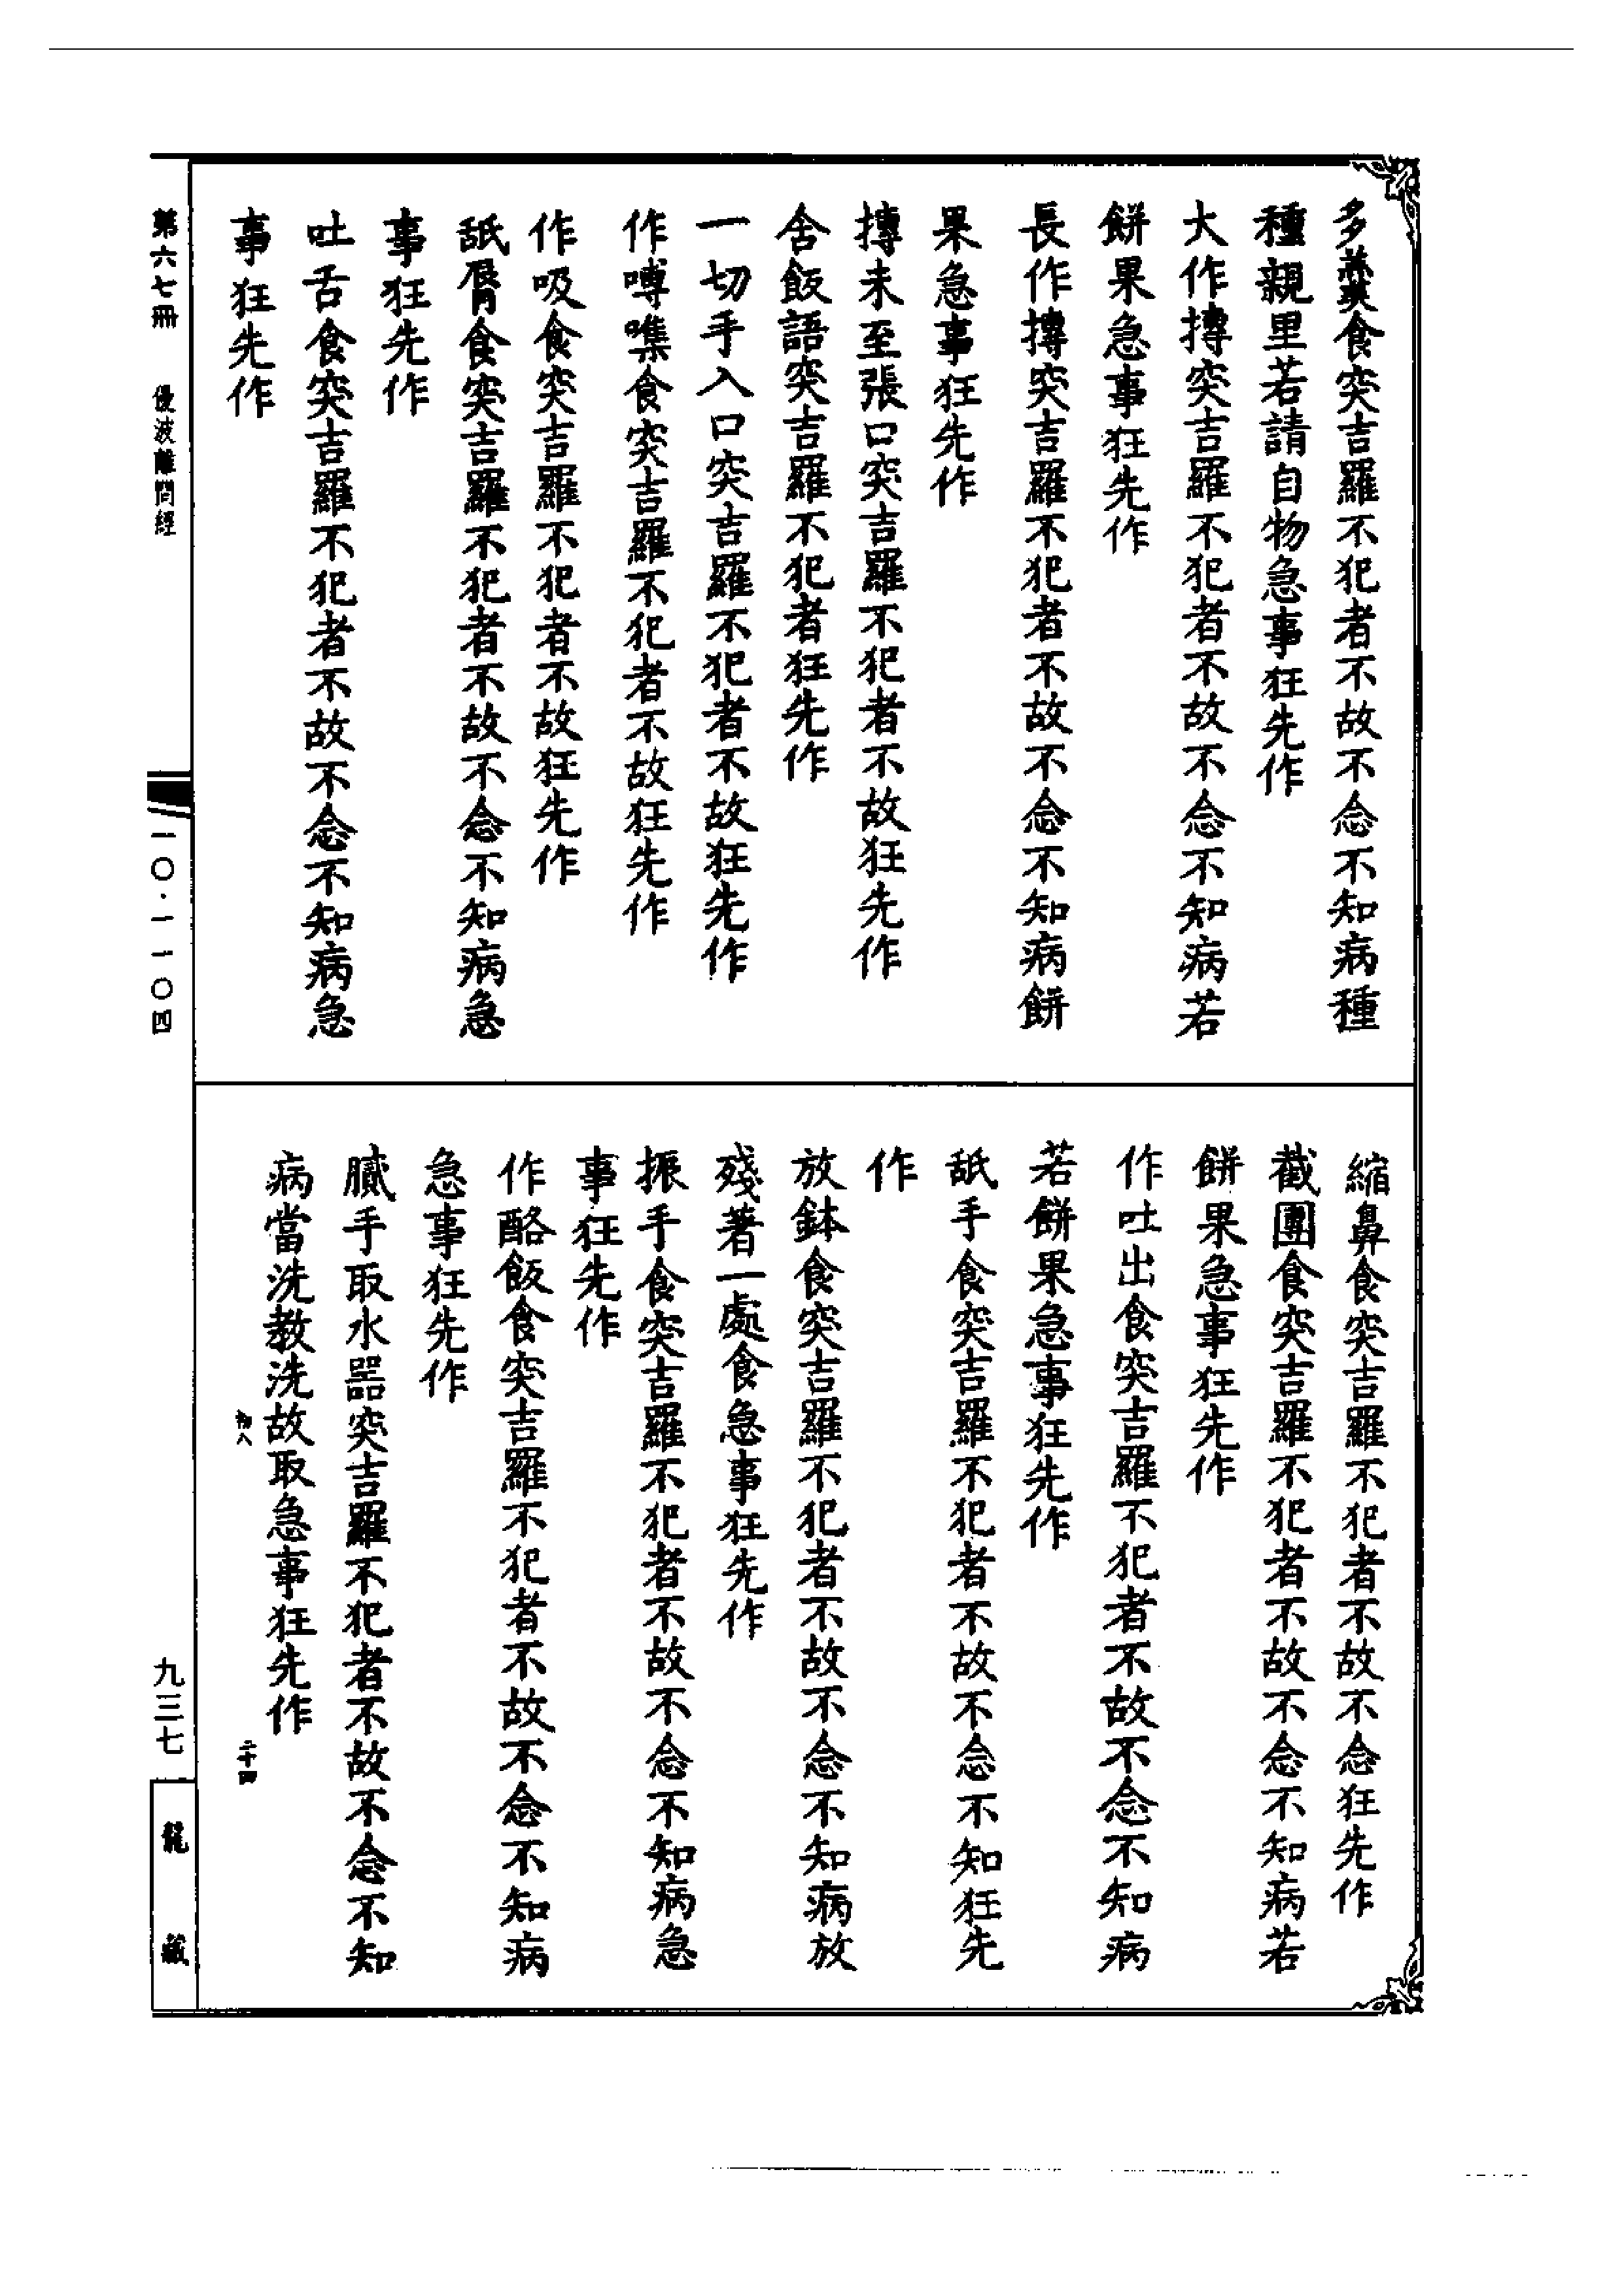 多羹食突吉羅不犯者不故不念不知病種
種親里若請自物急事狂先作
大作摶突吉羅不犯者不故不念不知病若
餅果急事狂先作
長作摶突吉羅不犯者不故不念不知病餅
果急事狂先作
摶未至張口突吉羅不犯者不故狂先作
含飯語突吉羅不犯者狂先作
一切手入口突吉羅不犯者不故狂先作
作嘑噍食突吉羅不犯者不故狂先作
作吸食突吉羅不犯者不故狂先作
舐脣食突吉羅不犯者不故不念不知病急
事狂先作
吐舌食突吉羅不犯者不故不念不知病急
事狂先作
縮鼻食突吉羅不犯者不故不念狂先作
截團食突吉羅不犯者不故不念不知病若
餅果急事狂先作
作吐出食突吉羅不犯者不故不念不知病
若餅果急事狂先作
舐手食突吉羅不犯者不故不念不知狂先
作
放鉢食突吉羅不犯者不故不念不知病放
殘著一處食急事狂先作
振手食突吉羅不犯者不故不念不知病急
事狂先作
作酪飯食突吉羅不犯者不故不念不知病
急事狂先作
膩手取水器突吉羅不犯者不故不念不知
病當洗教洗故取急事狂先作
二十四
第六七冊 優波離問經
一〇·一一〇四
九三七
龍藏